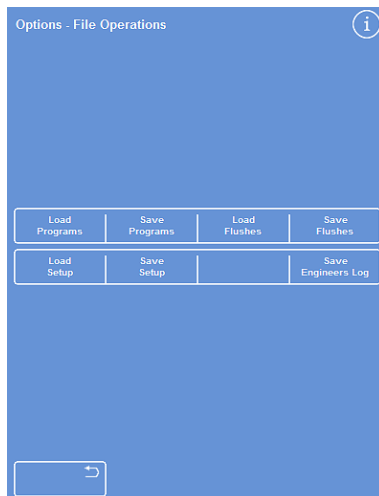 Options - File Operations
i
Load Programs
Save Programs
Load Flushes
Save Flushes
Load Setup
Save Setup
Save Engineers Log